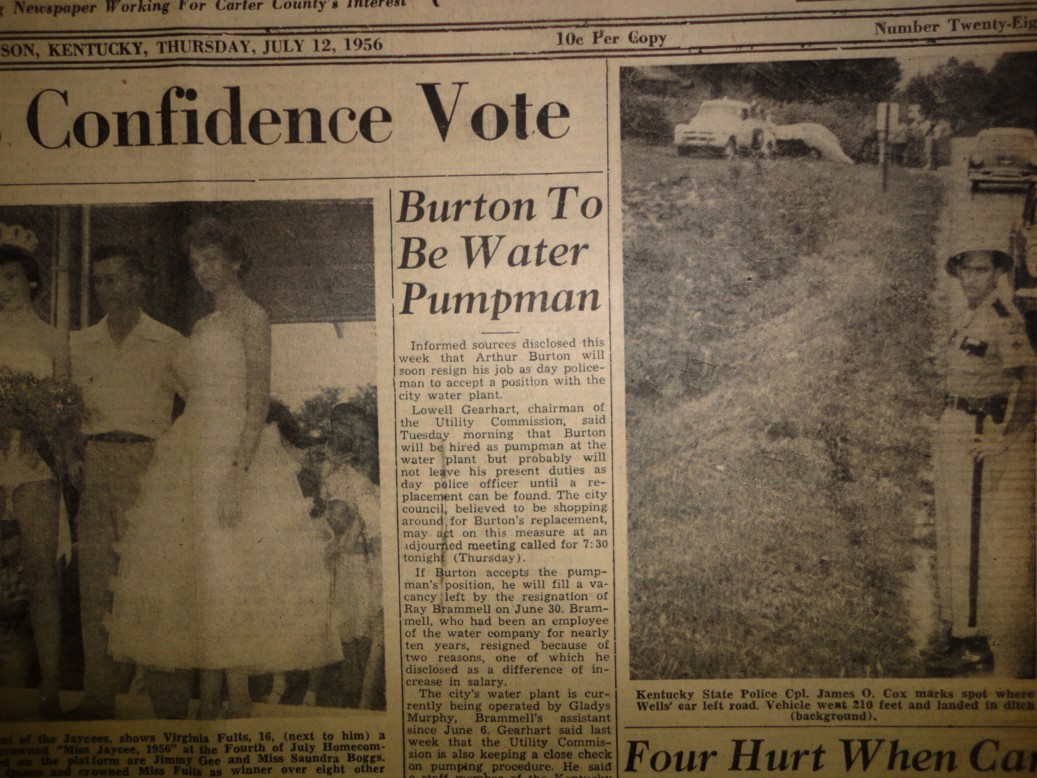 Newspaper Working For Carter County's Interest
SON, KENTUCKY, THURSDAY, JULY 12, 1956
10c Per Copy
Number Twenty-Eig
Confidence Vote
Burton To
Be Water
Pumpman
Informed sources disclosed this
week that Arthur Burton will
soon resign his job as day police-
man to accept a position with the
city water plant.
Lowell Gearhart, chairman of
the Utility Commission, said
Tuesday morning that Burton
will be hired as pumpman at the
water plant but probably will
not leave his present duties as
day police officer until a re-
placement can be found. The city
council, believed to be shopping
around for Burton's replacement,
may act on this measure at an
adjourned meeting called for 7:30
tonight (Thursday).
If Burton accepts the pump-
man's position, he will fill a va-
cancy left by the resignation of
Ray Brammell on June 30. Bram-
mell, who had been an employee
of the water company for nearly
ten years, resigned because of
two reasons, one of which he
disclosed as a difference of in-
crease in salary.
The city's water plant is cur-
rently being operated by Gladys
Murphy, Brammell's assistant
since June 6. Gearhart said last
week that the Utility Commis-
sion is also keeping a close check
on pumping procedure. He said
a staff member of the Kentucky
nt of the Jaycees, shows Virginia Fults, 16, (next to him) a
crowned "Miss Jaycee, 1956" at the Fourth of July Homecom-
on the platform are Jimmy Gee and Miss Saundra Boggs.
Queen and crowned Miss Fults as winner over eight other
Kentucky State Police Cpl. James O. Cox marks spot where
Wells' car left road. Vehicle went 210 feet and landed in ditch
(background).
Four Hurt When Car